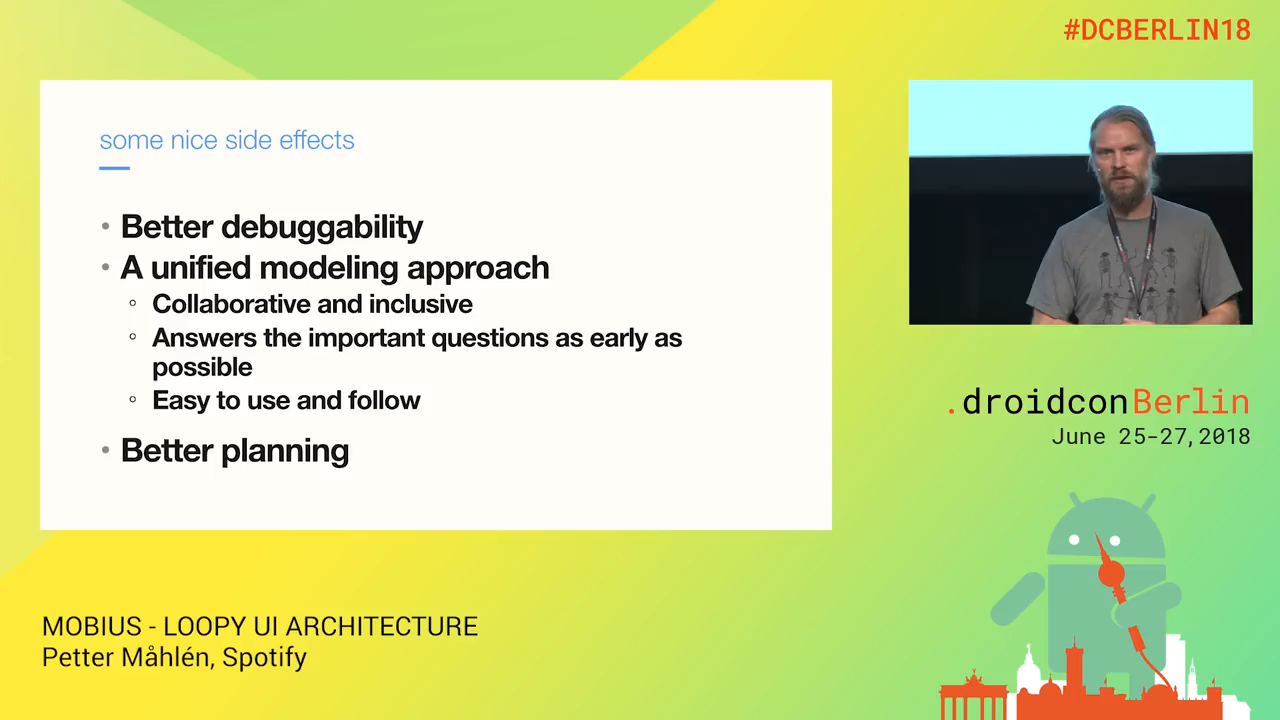 #DCBERLIN18
some nice side effects
• Better debuggability
• A unified modeling approach
◦ Collaborative and inclusive
◦ Answers the important questions as early as
possible
◦ Easy to use and follow
• Better planning
.droidconBerlin
June 25-27,2018
MOBIUS - LOOPY UI ARCHITECTURE
Petter Måhlén, Spotify